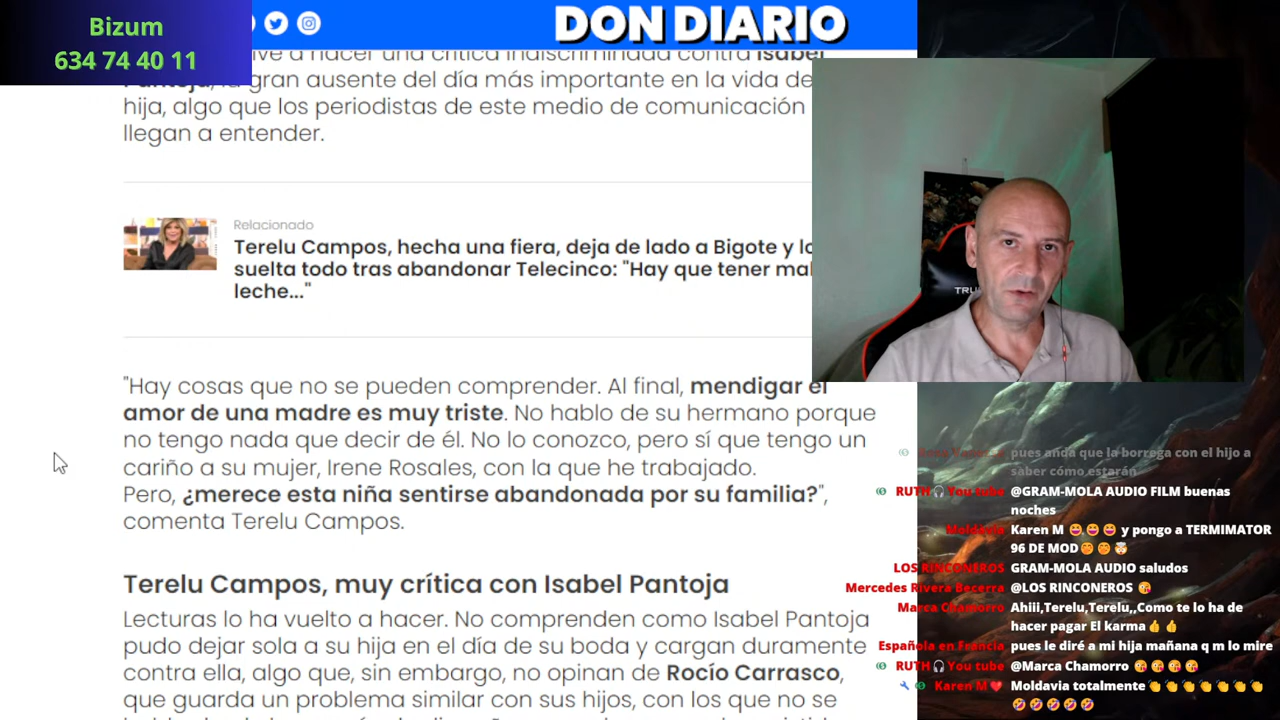 Bizum
634 74 40 11
DON DIARIO
a hacer una crítica indiscriminada contra Isabel
Pantoja, la gran ausente del día más importante en la vida de
hija, algo que los periodistas de este medio de comunicación
llegan a entender.
Relacionado
Terelu Campos, hecha una fiera, deja de lado a Bigote y lo
suelta todo tras abandonar Telecinco: "Hay que tener mal
leche..."
"Hay cosas que no se pueden comprender. Al final, mendigar el
amor de una madre es muy triste. No hablo de su hermano porque
no tengo nada que decir de él. No lo conozco, pero sí que tengo un
cariño a su mujer, Irene Rosales, con la que he trabajado.
Pero, ¿merece esta niña sentirse abandonada por su familia?",
comenta Terelu Campos.
Terelu Campos, muy crítica con Isabel Pantoja
Lecturas lo ha vuelto a hacer. No comprenden como Isabel Pantoja
pudo dejar sola a su hija en el día de su boda y cargan duramente
contra ella, algo que, sin embargo, no opinan de Rocío Carrasco,
que guarda un problema similar con sus hijos, con los que no se
TRU
pues anda que la borrega con el hijo a
saber cómo estarán
RUTH🎧You tube @GRAM-MOLA AUDIO FILM buenas
noches
Moldavia Karen M 😝😝😝 y pongo a TERMIMATOR
96 DE MOD🤭🤭🤯
LOS RINCONEROS GRAM-MOLA AUDIO saludos
Mercedes Rivera Becerra @LOS RINCONEROS 😘
Marca Chamorro Ahiii,Terelu,Terelu,,Como te lo ha de
hacer pagar El karma👍👍
Española en Francia pues le diré a mi hija mañana q m lo mire
RUTH🎧You tube @Marca Chamorro 😘😘😘😘
Karen M❤️ Moldavia totalmente👏👏👏👏👏👏👏
🤣🤣🤣🤣🤣